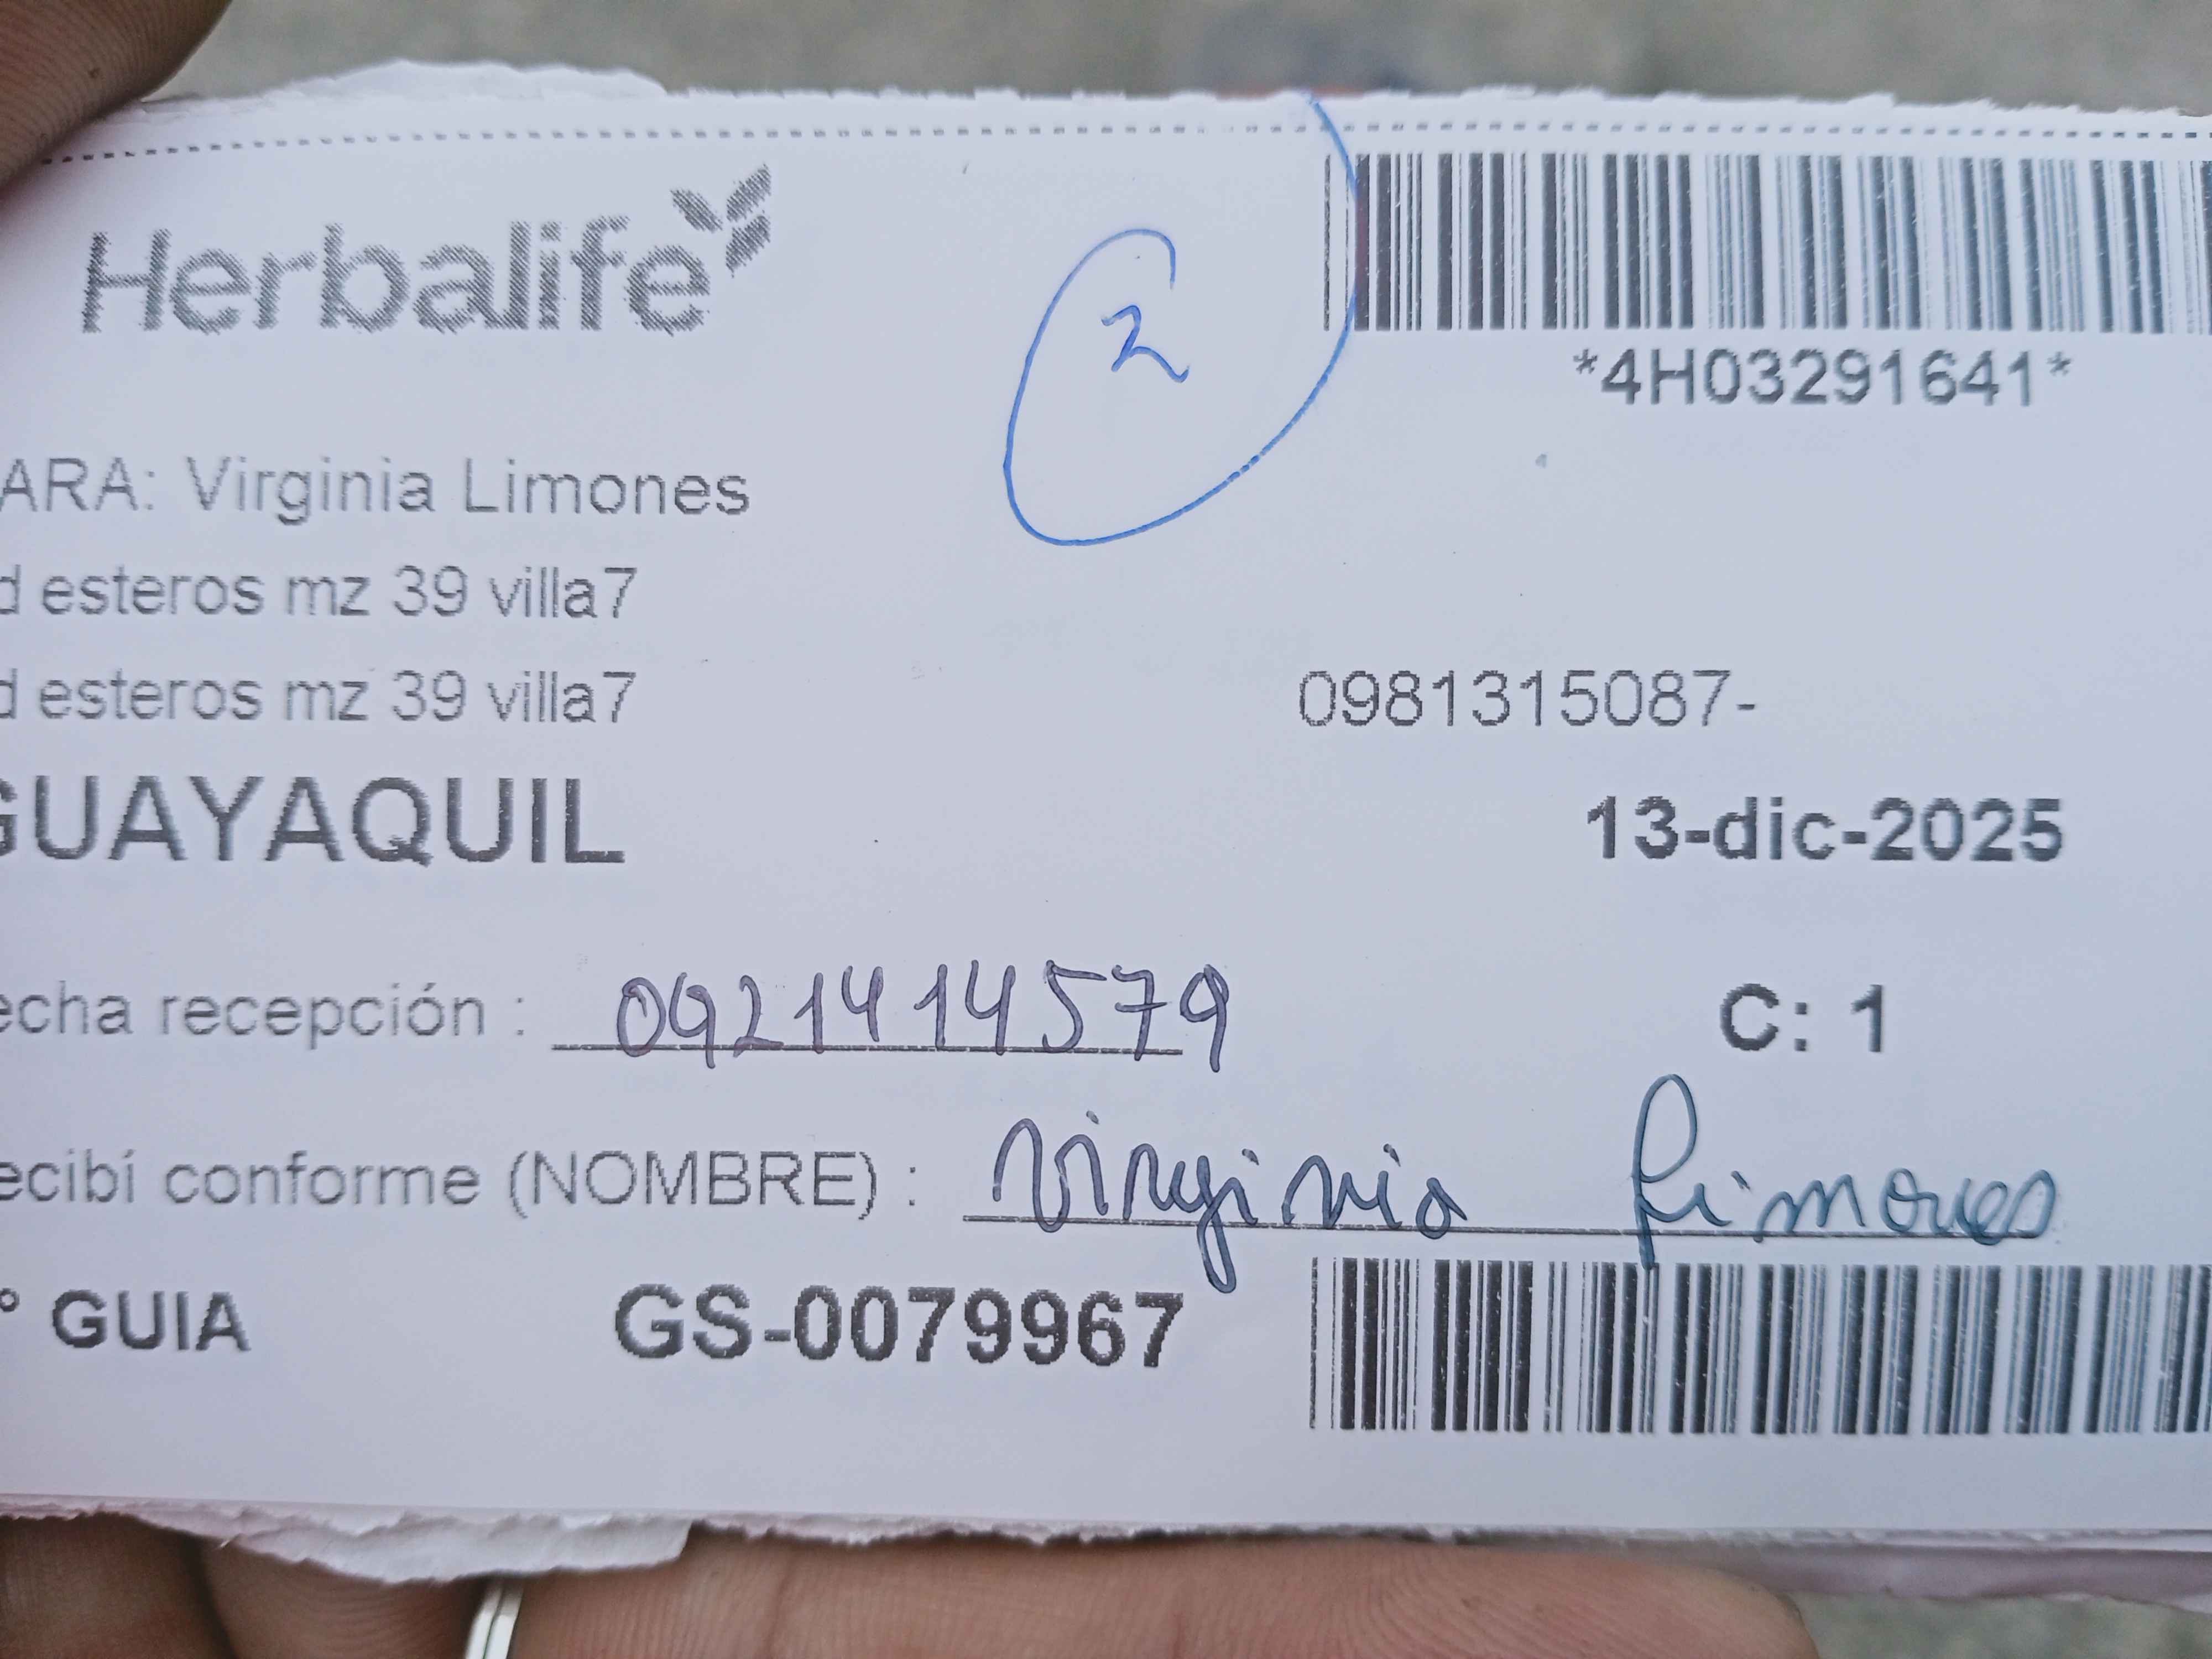 Herbalife
2
*4H03291641*
ARA: Virginia Limones
d esteros mz 39 villa7
d esteros mz 39 villa7
0981315087-
GUAYAQUIL
13-dic-2025
echa recepción : 0921414579
C: 1
ecibí conforme (NOMBRE) : Virginia Limones
° GUIA GS-0079967